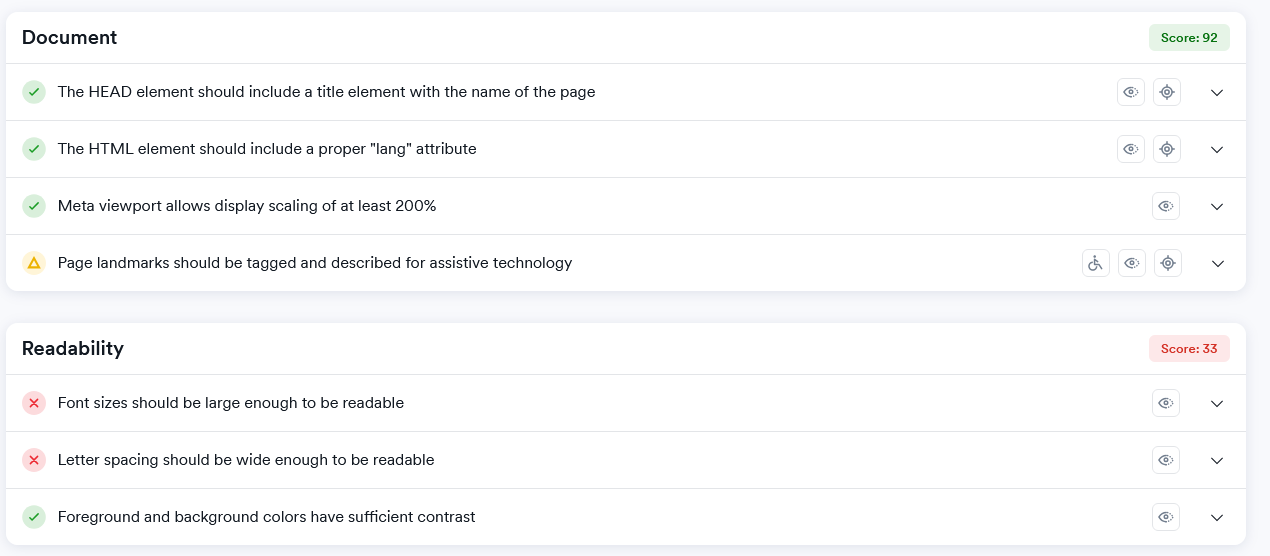 Document
Score: 92
The HEAD element should include a title element with the name of the page
The HTML element should include a proper "lang" attribute
Meta viewport allows display scaling of at least 200%
Page landmarks should be tagged and described for assistive technology
Readability
Score: 33
Font sizes should be large enough to be readable
Letter spacing should be wide enough to be readable
Foreground and background colors have sufficient contrast